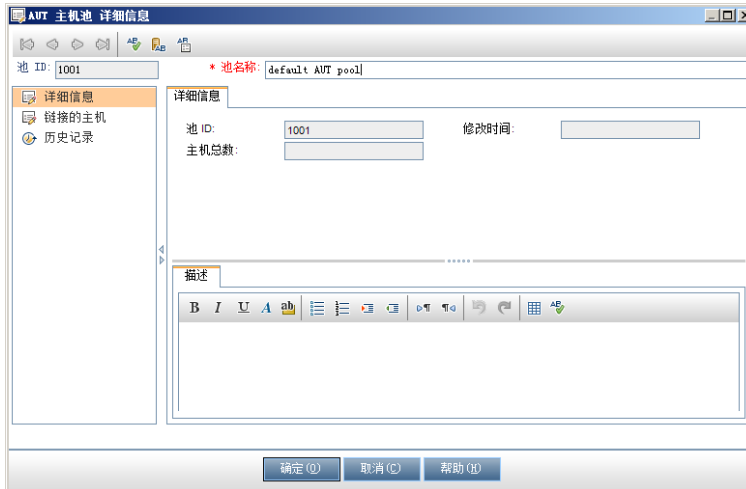 AUT 主机池 详细信息
池 ID: 1001 * 池名称: default AUT pool
详细信息
链接的主机
历史记录
详细信息
池 ID: 1001 修改时间:
主机总数:
描述
B I U A ab
确定(O) 取消(C) 帮助(H)